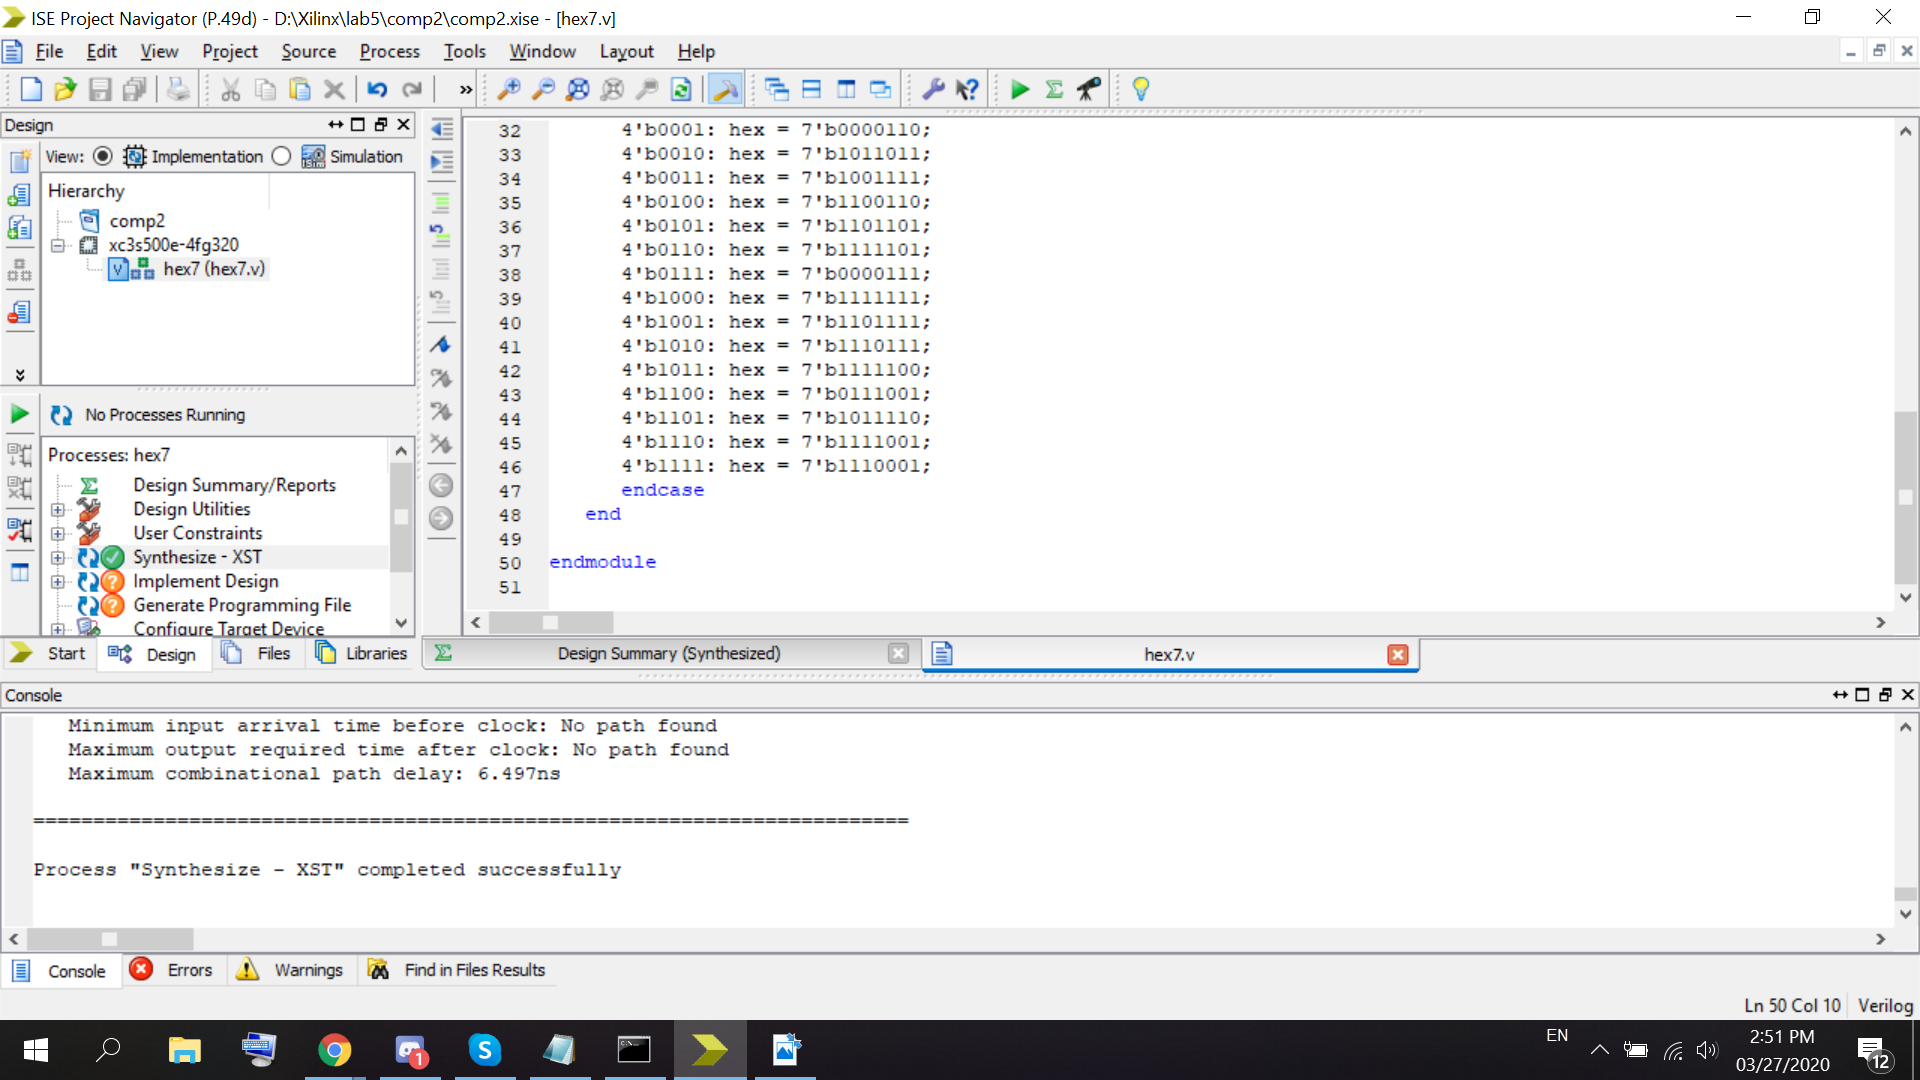 ISE Project Navigator (P.49d) - D:\Xilinx\lab5\comp2\comp2.xise - [hex7.v]
File Edit View Project Source Process Tools Window Layout Help
Design
View: Implementation Simulation
Hierarchy
comp2
xc3s500e-4fg320
hex7 (hex7.v)
No Processes Running
Processes: hex7
Design Summary/Reports
Design Utilities
User Constraints
Synthesize - XST
Implement Design
Generate Programming File
Configure Target Device
Start Design Files Libraries
32 4'b0001: hex = 7'b0000110;
33 4'b0010: hex = 7'b1011011;
34 4'b0011: hex = 7'b1001111;
35 4'b0100: hex = 7'b1100110;
36 4'b0101: hex = 7'b1101101;
37 4'b0110: hex = 7'b1111101;
38 4'b0111: hex = 7'b0000111;
39 4'b1000: hex = 7'b1111111;
40 4'b1001: hex = 7'b1101111;
41 4'b1010: hex = 7'b1110111;
42 4'b1011: hex = 7'b1111100;
43 4'b1100: hex = 7'b0111001;
44 4'b1101: hex = 7'b1011110;
45 4'b1110: hex = 7'b1111001;
46 4'b1111: hex = 7'b1110001;
47 endcase
48 end
49
50 endmodule
51
Design Summary (Synthesized) hex7.v
Console
Minimum input arrival time before clock: No path found
Maximum output required time after clock: No path found
Maximum combinational path delay: 6.497ns
=========================================================================
Process "Synthesize - XST" completed successfully
Console Errors Warnings Find in Files Results
Ln 50 Col 10 Verilog
EN
2:51 PM
03/27/2020
1
12